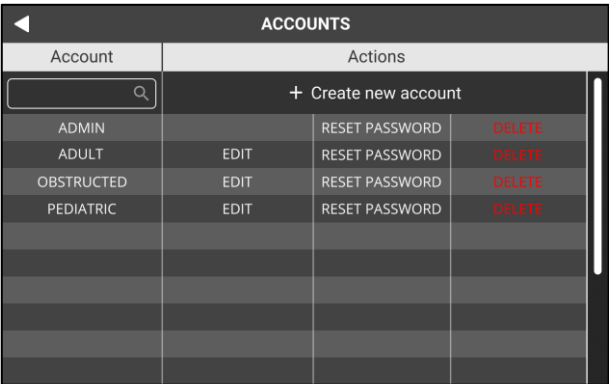 ACCOUNTS
Account Actions
+ Create new account
ADMIN RESET PASSWORD DELETE
ADULT EDIT RESET PASSWORD DELETE
OBSTRUCTED EDIT RESET PASSWORD DELETE
PEDIATRIC EDIT RESET PASSWORD DELETE